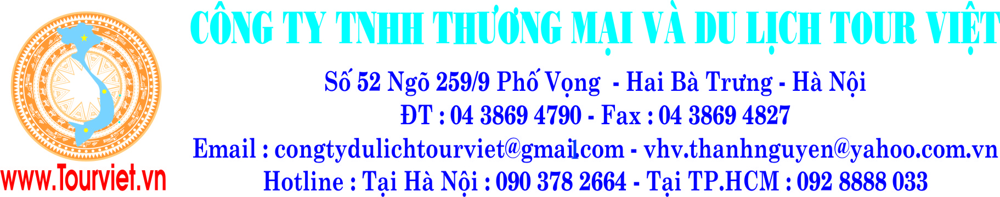 CÔNG TY TNHH THƯƠNG MẠI VÀ DU LỊCH TOUR VIỆT
Số 52 Ngõ 259/9 Phố Vọng - Hai Bà Trưng - Hà Nội
ĐT : 04 3869 4790 - Fax : 04 3869 4827
Email : congtydulichtourviet@gmail.com - vhv.thanhnguyen@yahoo.com.vn
Hotline : Tại Hà Nội : 090 378 2664 - Tại TP.HCM : 092 8888 033
www.Tourviet.vn